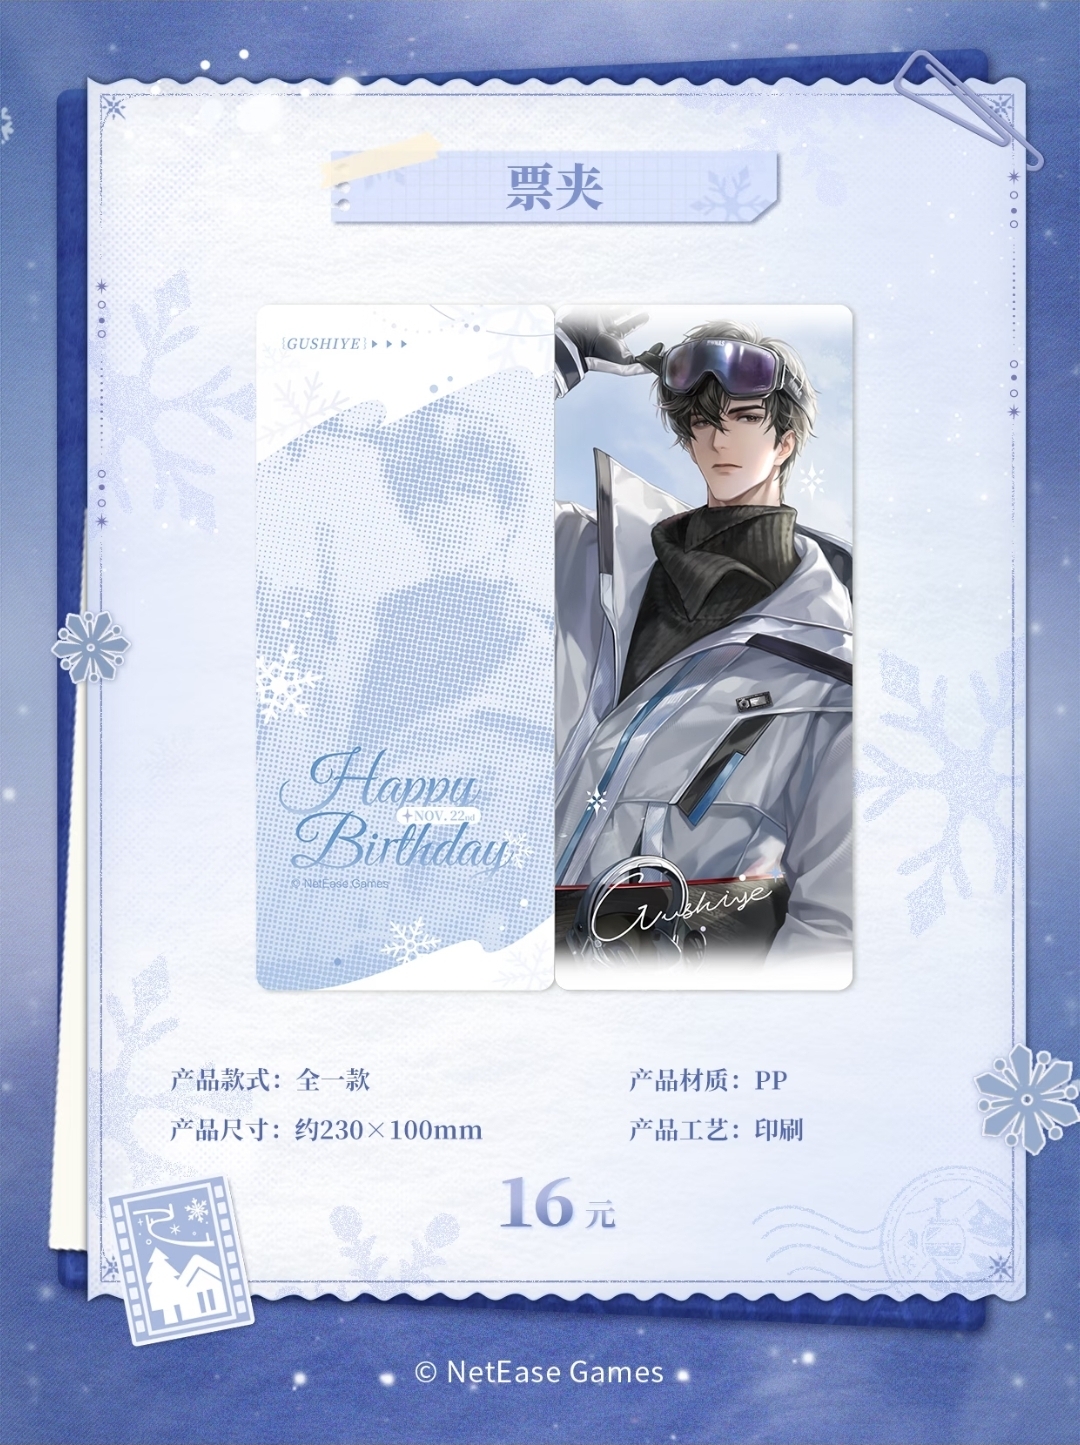 票夹
GUSHIYE
Happy
NOV. 22nd
Birthday
© NetEase Games
Gushiye
产品款式：全一款
产品材质：PP
产品尺寸：约230×100mm
产品工艺：印刷
16元
© NetEase Games